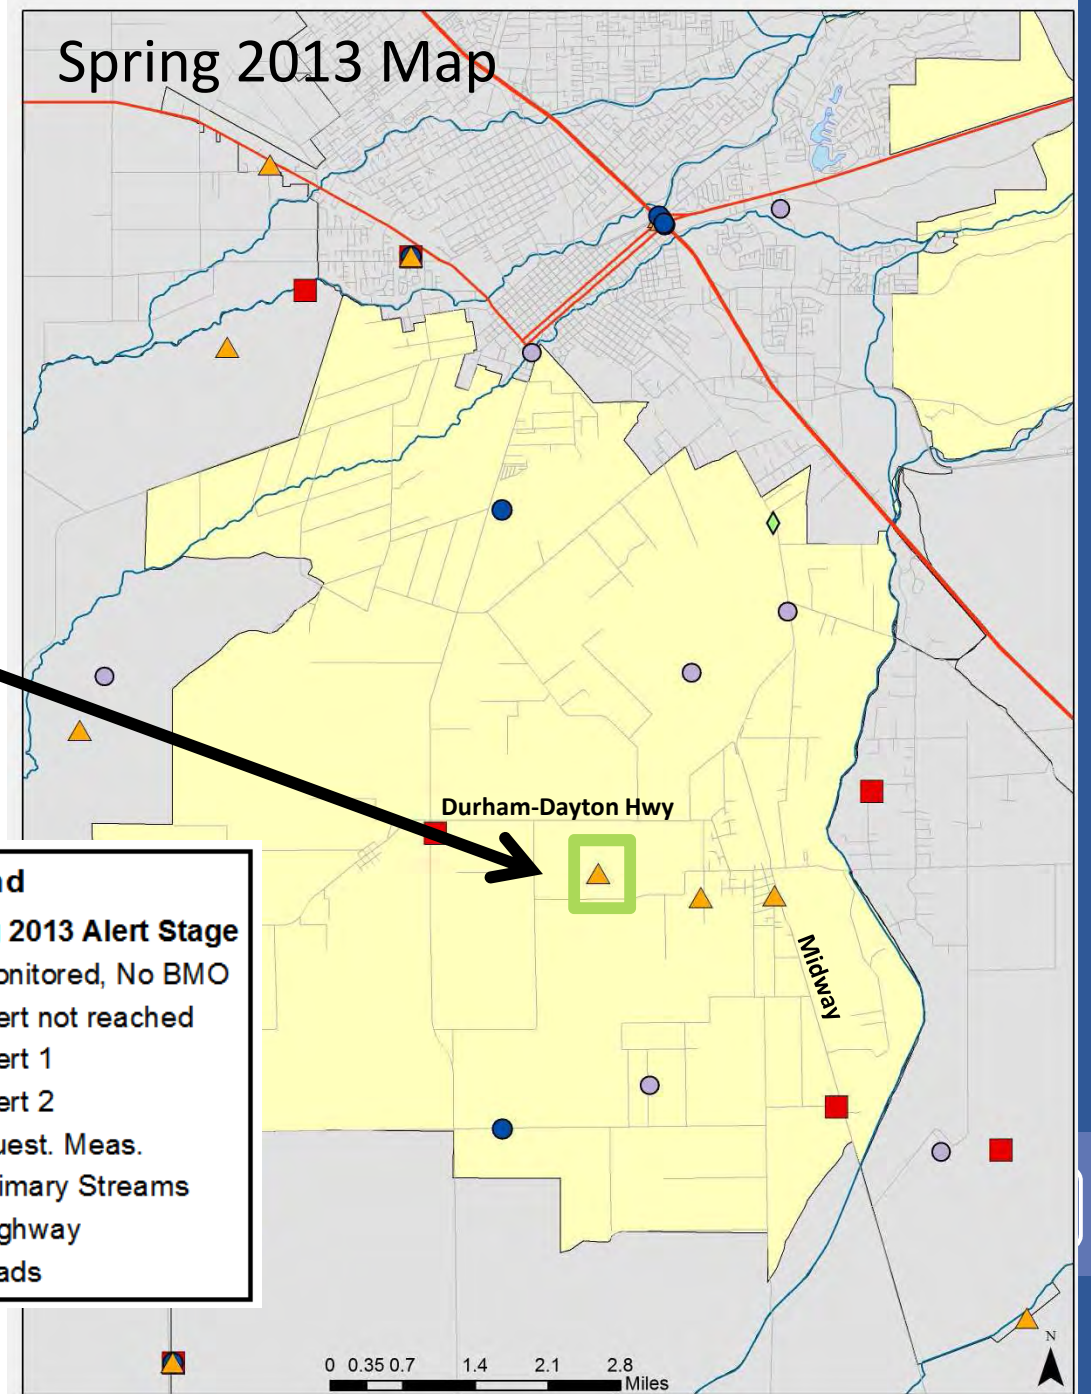 Spring 2013 Map
Durham-Dayton Hwy
Midway
nd
2013 Alert Stage
onitored, No BMO
ert not reached
ert 1
ert 2
uest. Meas.
imary Streams
ghway
ads
N
0 0.35 0.7 1.4 2.1 2.8
Miles